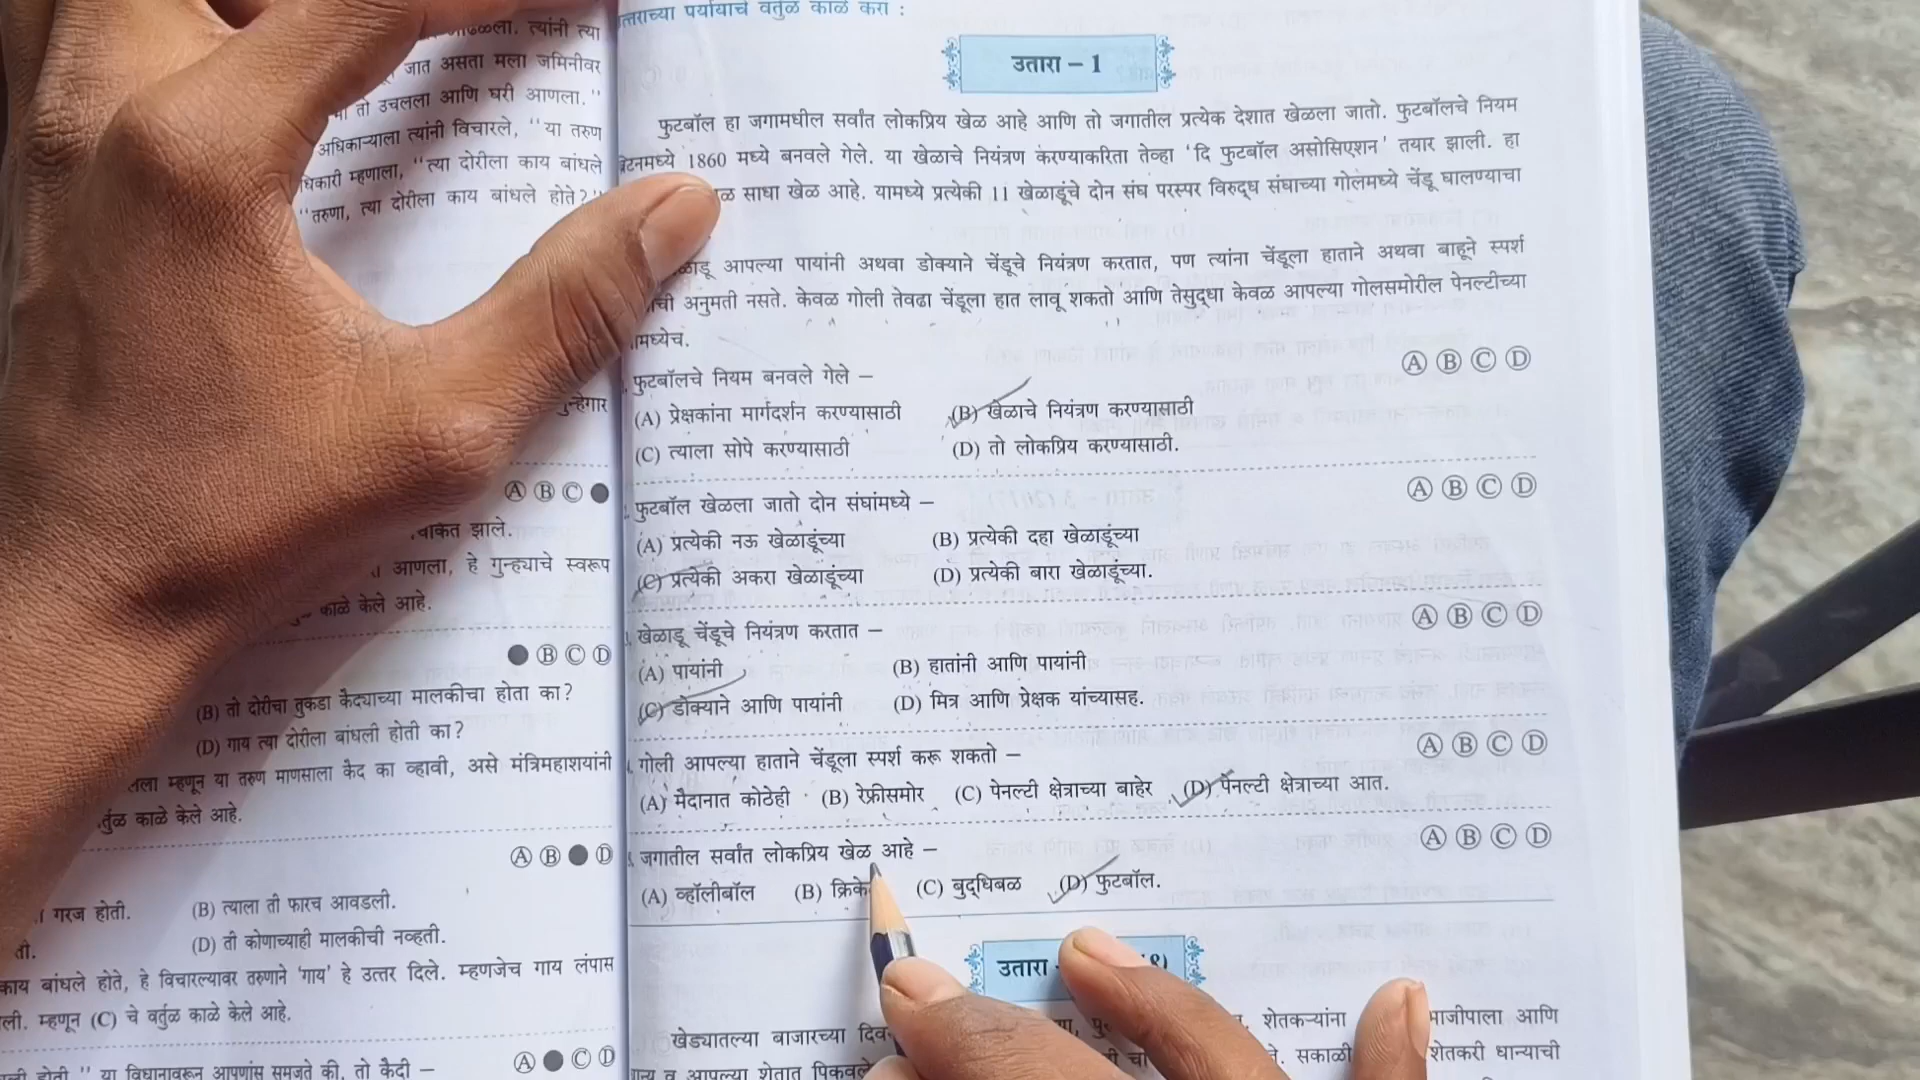 ढळला. त्यांनी त्या
जात असता मला जमिनीवर
तो उचलला आणि घरी आणला.''
अधिकाऱ्याला त्यांनी विचारले, ''या तरुण
म्हणाला, ''त्या दोरीला काय बांधले
''तरुणा, त्या दोरीला काय बांधले होते?''
Ⓐ Ⓑ Ⓒ ●
झाले.
आणला, हे गुन्ह्याचे स्वरूप
काळे केले आहे.
● Ⓑ Ⓒ Ⓓ
(B) तो दोरीचा तुकडा कैद्याच्या मालकीचा होता का?
(D) गाय त्या दोरीला बांधली होती का?
म्हणून या तरुण माणसाला कैद का व्हावी, असे मंत्रिमहाशयांनी
काळे केले आहे.
Ⓐ Ⓑ ● Ⓓ
गरज होती. (B) त्याला ती फारच आवडली.
ती. (D) ती कोणाच्याही मालकीची नव्हती.
काय बांधले होते, हे विचारल्यावर तरुणाने 'गाय' हे उत्तर दिले. म्हणजेच गाय लंपास
म्हणून (C) चे वर्तुळ काळे केले आहे.
Ⓐ ● Ⓒ Ⓓ
होती.'' या विधानावरून आपणांस समजते की, तो कैदी –
उत्तराच्या पर्यायाचे वर्तुळ काळे करा :
उतारा – 1
फुटबॉल हा जगामधील सर्वांत लोकप्रिय खेळ आहे आणि तो जगातील प्रत्येक देशात खेळला जातो. फुटबॉलचे नियम
ब्रिटनमध्ये 1860 मध्ये बनवले गेले. या खेळाचे नियंत्रण करण्याकरिता तेव्हा 'दि फुटबॉल असोसिएशन' तयार झाली. हा
साधा खेळ आहे. यामध्ये प्रत्येकी 11 खेळाडूंचे दोन संघ परस्पर विरुद्ध संघाच्या गोलमध्ये चेंडू घालण्याचा
आपल्या पायांनी अथवा डोक्याने चेंडूचे नियंत्रण करतात, पण त्यांना चेंडूला हाताने अथवा बाहूने स्पर्श
अनुमती नसते. केवळ गोली तेवढा चेंडूला हात लावू शकतो आणि तेसुद्धा केवळ आपल्या गोलसमोरील पेनल्टीच्या
फुटबॉलचे नियम बनवले गेले – Ⓐ Ⓑ Ⓒ Ⓓ
(A) प्रेक्षकांना मार्गदर्शन करण्यासाठी (B) खेळाचे नियंत्रण करण्यासाठी
(C) त्याला सोपे करण्यासाठी (D) तो लोकप्रिय करण्यासाठी.
फुटबॉल खेळला जातो दोन संघांमध्ये – Ⓐ Ⓑ Ⓒ Ⓓ
(A) प्रत्येकी नऊ खेळाडूंच्या (B) प्रत्येकी दहा खेळाडूंच्या
(C) प्रत्येकी अकरा खेळाडूंच्या (D) प्रत्येकी बारा खेळाडूंच्या.
खेळाडू चेंडूचे नियंत्रण करतात – Ⓐ Ⓑ Ⓒ Ⓓ
(A) पायांनी (B) हातांनी आणि पायांनी
(C) डोक्याने आणि पायांनी (D) मित्र आणि प्रेक्षक यांच्यासह.
गोली आपल्या हाताने चेंडूला स्पर्श करू शकतो – Ⓐ Ⓑ Ⓒ Ⓓ
(A) मैदानात कोठेही (B) रेफ्रीसमोर (C) पेनल्टी क्षेत्राच्या बाहेर (D) पेनल्टी क्षेत्राच्या आत.
जगातील सर्वांत लोकप्रिय खेळ आहे – Ⓐ Ⓑ Ⓒ Ⓓ
(A) व्हॉलीबॉल (B) क्रिके (C) बुद्धिबळ (D) फुटबॉल.
उतारा
खेड्यातल्या बाजारच्या शेतकऱ्यांना भाजीपाला आणि
व आपल्या शेतात सकाळी शेतकरी धान्याची